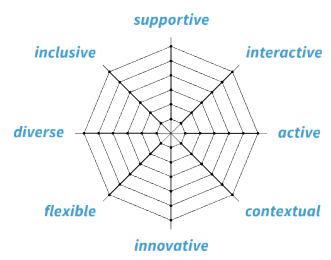 supportive
inclusive
interactive
diverse
active
flexible
contextual
innovative